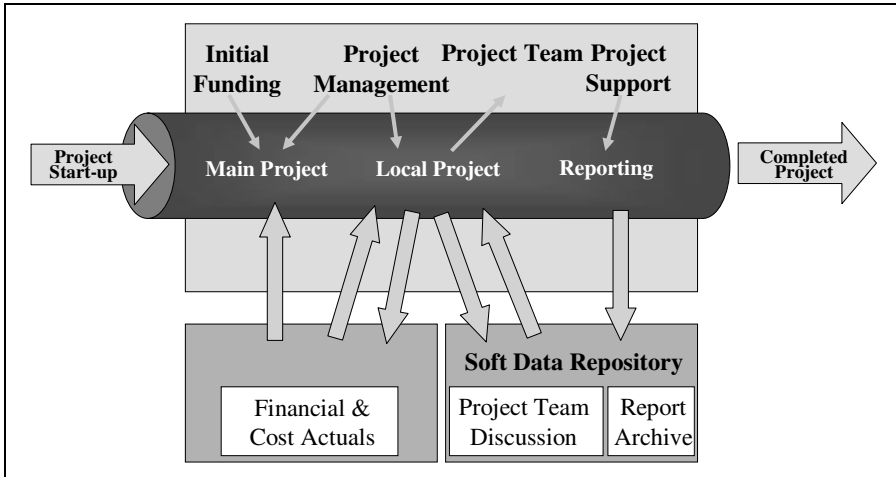 Initial
Funding
Project
Management
Project Team
Project
Support
Project
Start-up
Main Project
Local Project
Reporting
Completed
Project
Soft Data Repository
Financial &
Cost Actuals
Project Team
Discussion
Report
Archive